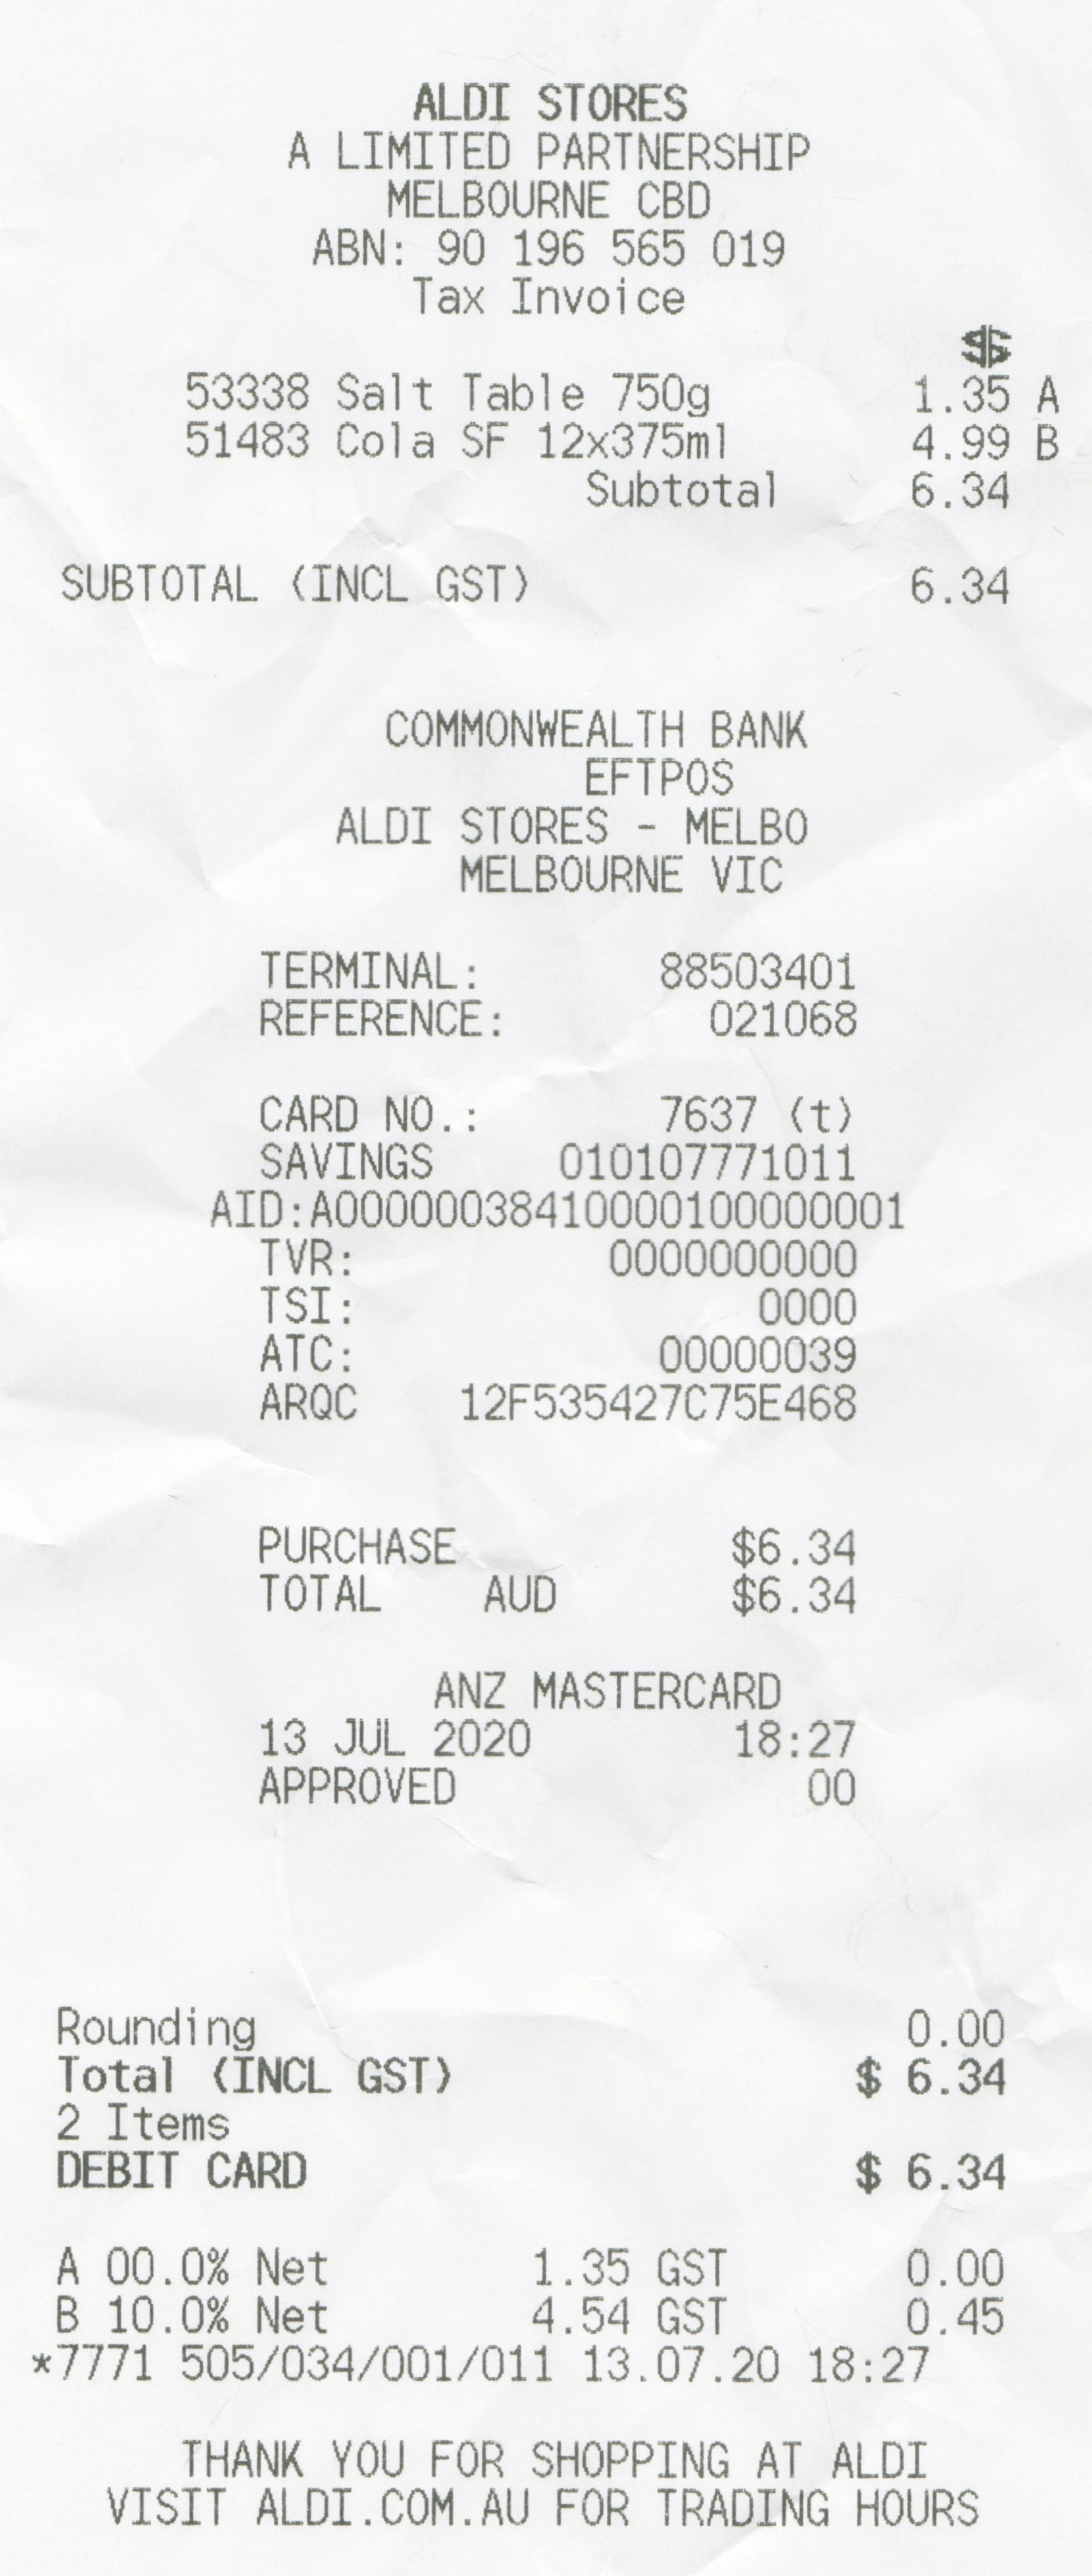 ALDI STORES
A LIMITED PARTNERSHIP
MELBOURNE CBD
ABN: 90 196 565 019
Tax Invoice
$
53338 Salt Table 750g 1.35 A
51483 Cola SF 12x375ml 4.99 B
Subtotal 6.34
SUBTOTAL (INCL GST) 6.34
COMMONWEALTH BANK
EFTPOS
ALDI STORES - MELBO
MELBOURNE VIC
TERMINAL: 88503401
REFERENCE: 021068
CARD NO.: 7637 (t)
SAVINGS 010107771011
AID:A0000003841000010000000​1
TVR: 0000000000
TSI: 0000
ATC: 00000039
ARQC 12F535427C75E468
PURCHASE $6.34
TOTAL AUD $6.34
ANZ MASTERCARD
13 JUL 2020 18:27
APPROVED 00
Rounding 0.00
Total (INCL GST) $ 6.34
2 Items
DEBIT CARD $ 6.34
A 00.0% Net 1.35 GST 0.00
B 10.0% Net 4.54 GST 0.45
*7771 505/034/001/011 13.07.20 18:27
THANK YOU FOR SHOPPING AT ALDI
VISIT ALDI.COM.AU FOR TRADING HOURS